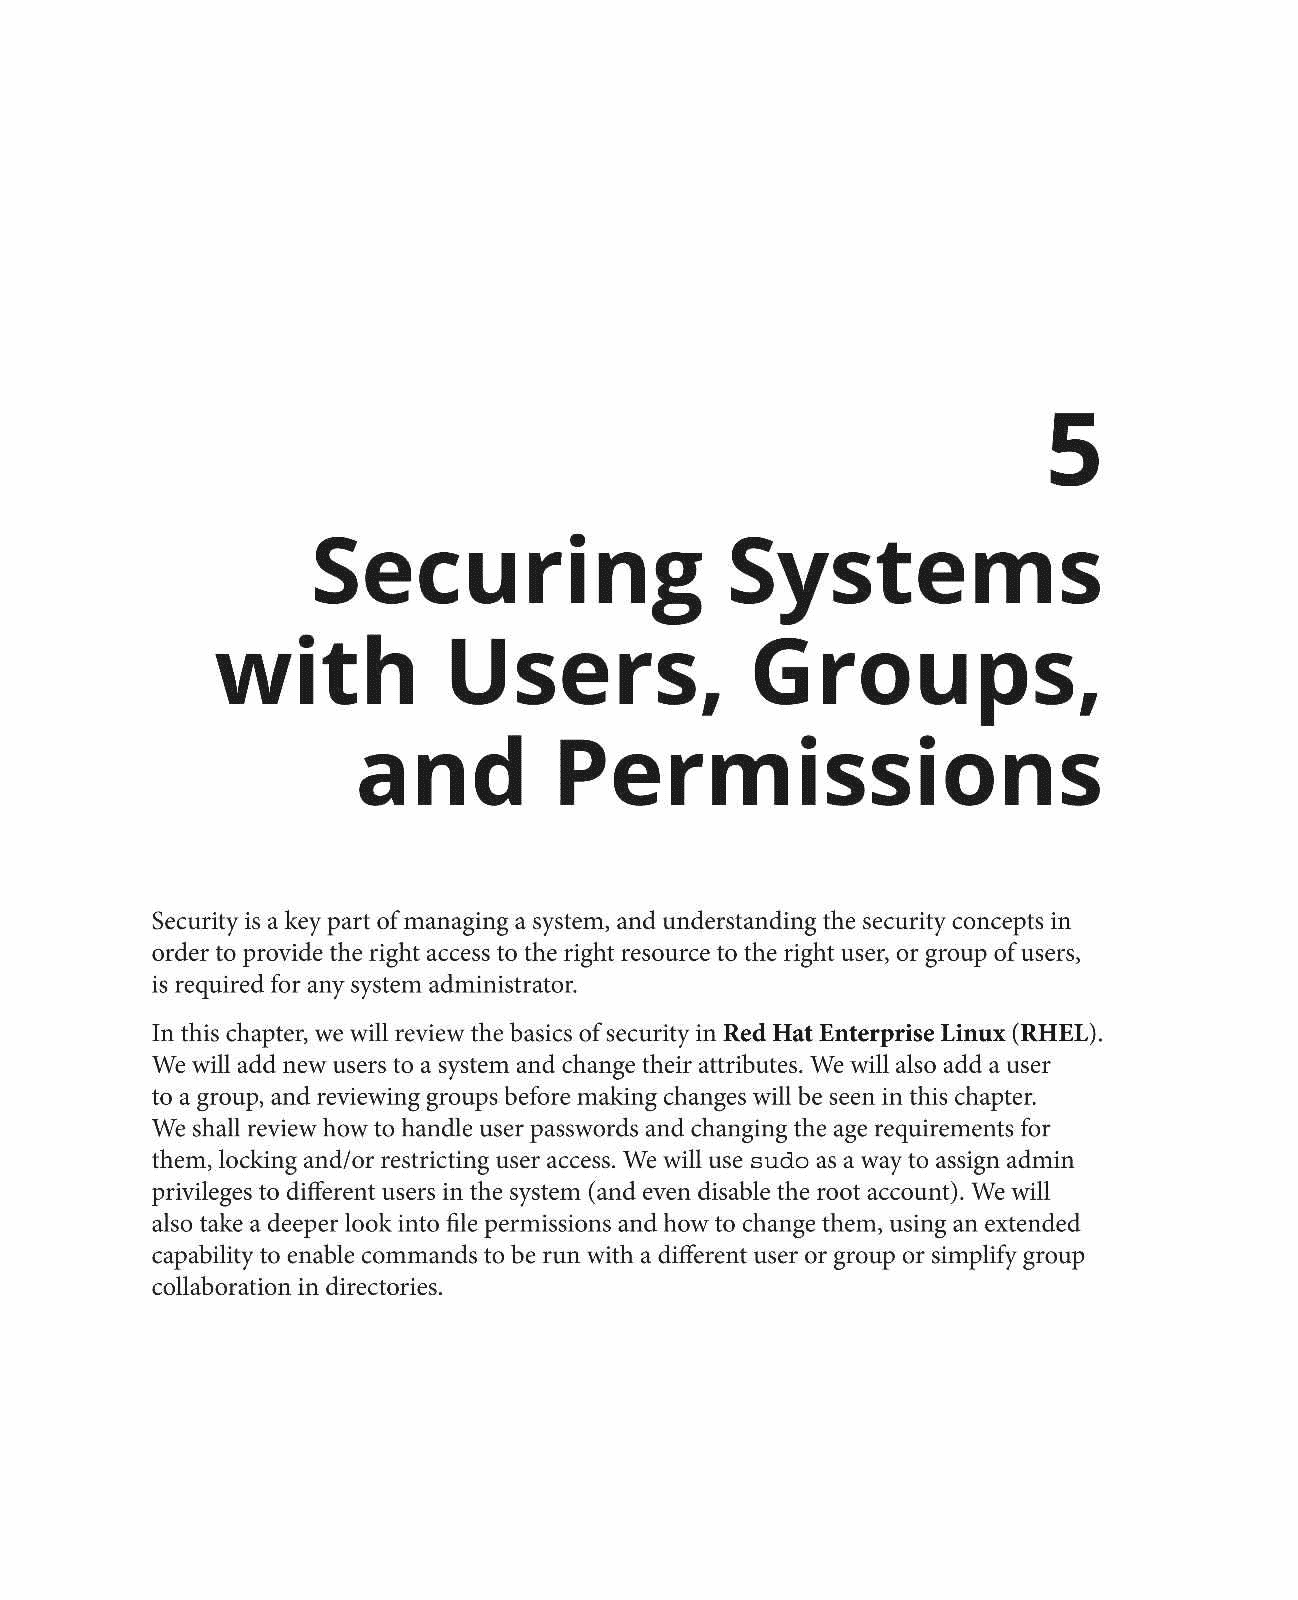 5
Securing Systems
with Users, Groups,
and Permissions
Security is a key part of managing a system, and understanding the security concepts in
order to provide the right access to the right resource to the right user, or group of users,
is required for any system administrator.
In this chapter, we will review the basics of security in Red Hat Enterprise Linux (RHEL).
We will add new users to a system and change their attributes. We will also add a user
to a group, and reviewing groups before making changes will be seen in this chapter.
We shall review how to handle user passwords and changing the age requirements for
them, locking and/or restricting user access. We will use sudo as a way to assign admin
privileges to different users in the system (and even disable the root account). We will
also take a deeper look into file permissions and how to change them, using an extended
capability to enable commands to be run with a different user or group or simplify group
collaboration in directories.